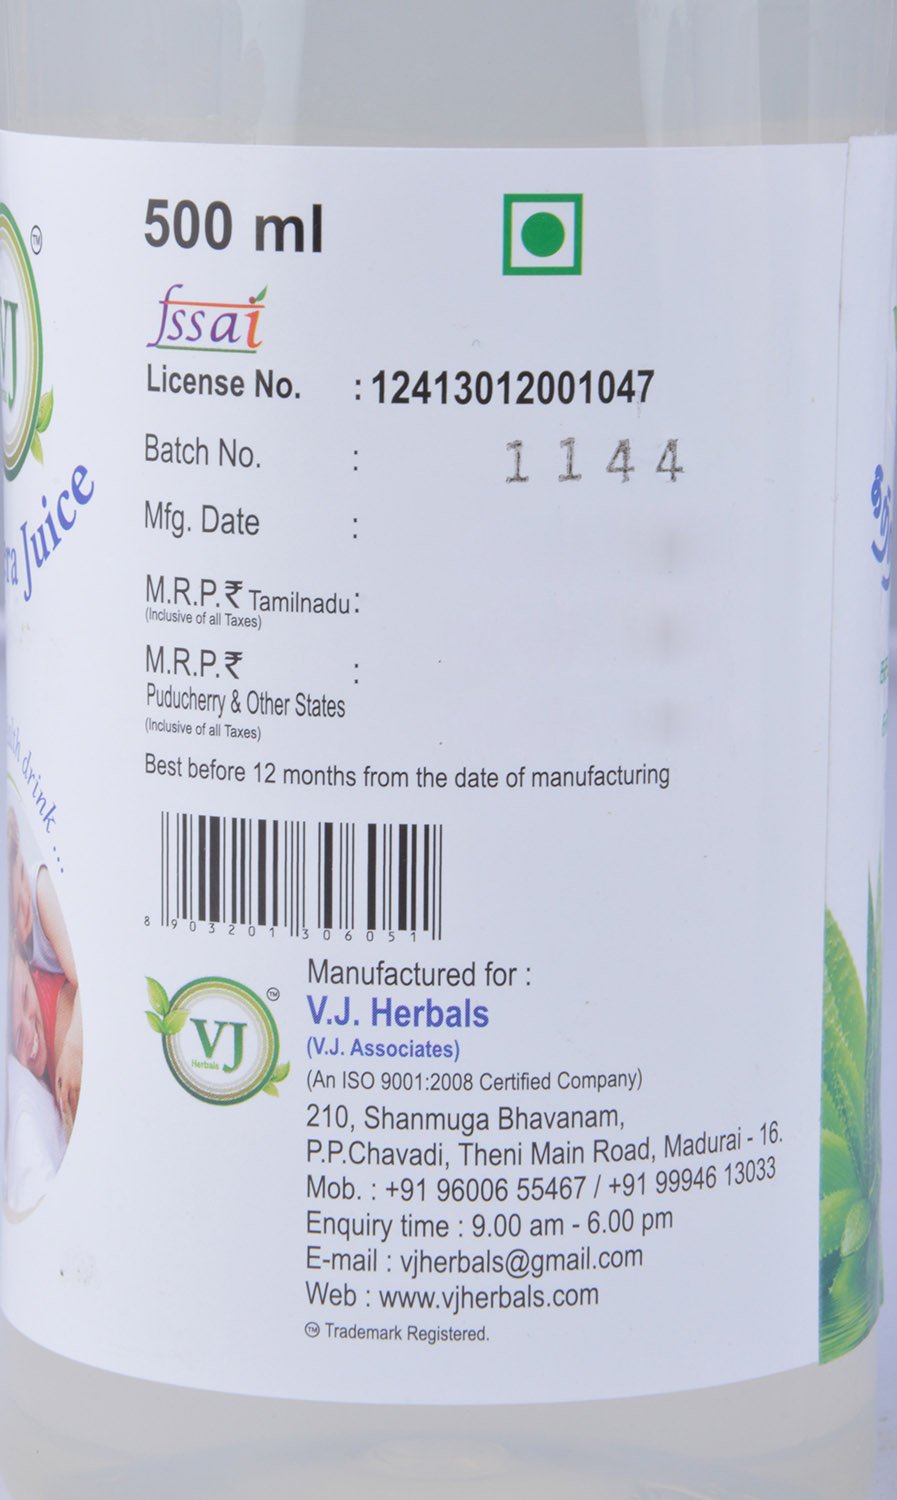 500 ml
TM
VJ
fssai
License No. : 12413012001047
Batch No. : 1144
Mfg. Date :
Juice
M.R.P.₹ Tamilnadu :
(Inclusive of all Taxes)
M.R.P.₹ :
Puducherry & Other States
(Inclusive of all Taxes)
drink ...
Best before 12 months from the date of manufacturing
8 903201 306051
Manufactured for :
TM
VJ
Herbals
V.J. Herbals
(V.J. Associates)
(An ISO 9001:2008 Certified Company)
210, Shanmuga Bhavanam,
P.P.Chavadi, Theni Main Road, Madurai - 16.
Mob. : +91 96006 55467 / +91 99946 13033
Enquiry time : 9.00 am - 6.00 pm
E-mail : vjherbals@gmail.com
Web : www.vjherbals.com
TM Trademark Registered.